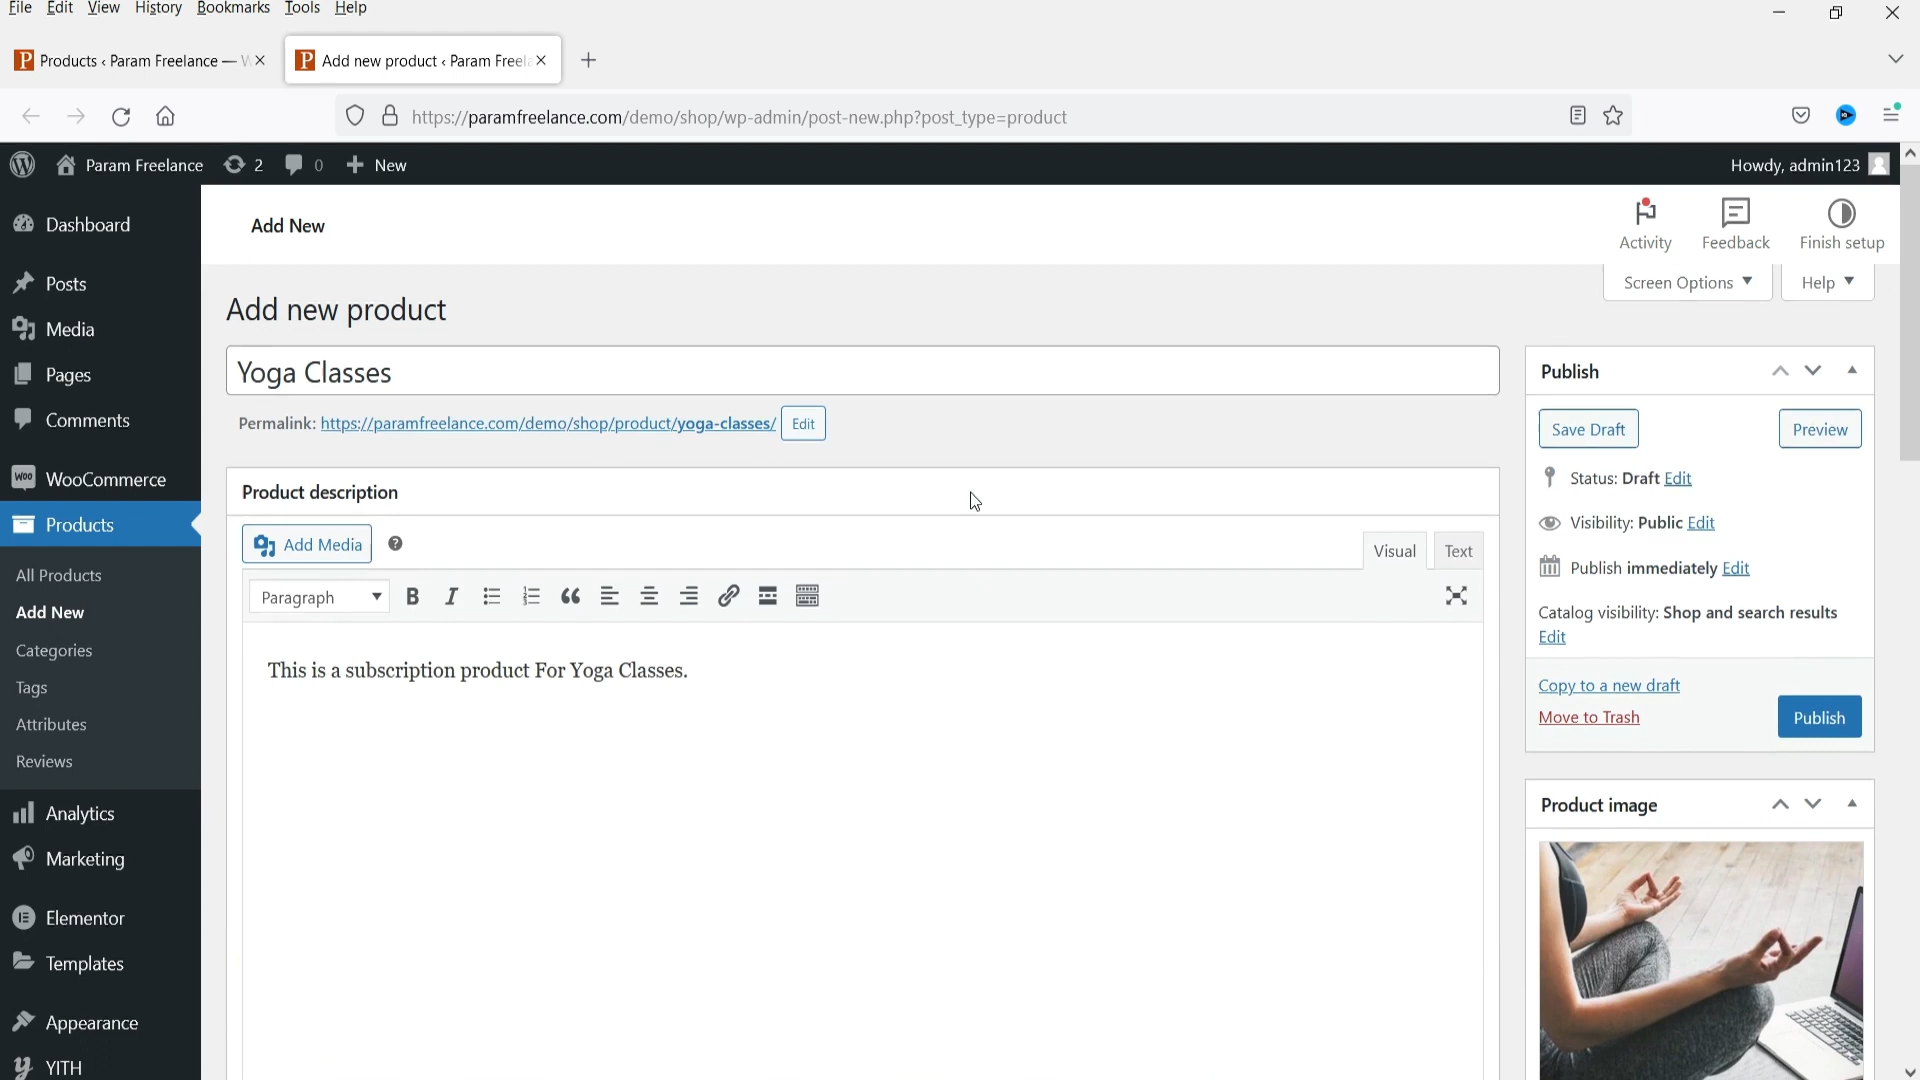 File Edit View History Bookmarks Tools Help
Products ‹ Param Freelance — W
Add new product ‹ Param Freel
https://paramfreelance.com/demo/shop/wp-admin/post-new.php?post_type=product
Param Freelance 2 0 New
Howdy, admin123
Dashboard
Posts
Media
Pages
Comments
WooCommerce
Products
All Products
Add New
Categories
Tags
Attributes
Reviews
Analytics
Marketing
Elementor
Templates
Appearance
YITH
Add New
Activity Feedback Finish setup
Screen Options Help
Add new product
Yoga Classes
Permalink: https://paramfreelance.com/demo/shop/product/yoga-classes/ Edit
Product description
Add Media
Visual Text
Paragraph
This is a subscription product For Yoga Classes.
Publish
Save Draft Preview
Status: Draft Edit
Visibility: Public Edit
Publish immediately Edit
Catalog visibility: Shop and search results
Edit
Copy to a new draft
Move to Trash
Publish
Product image